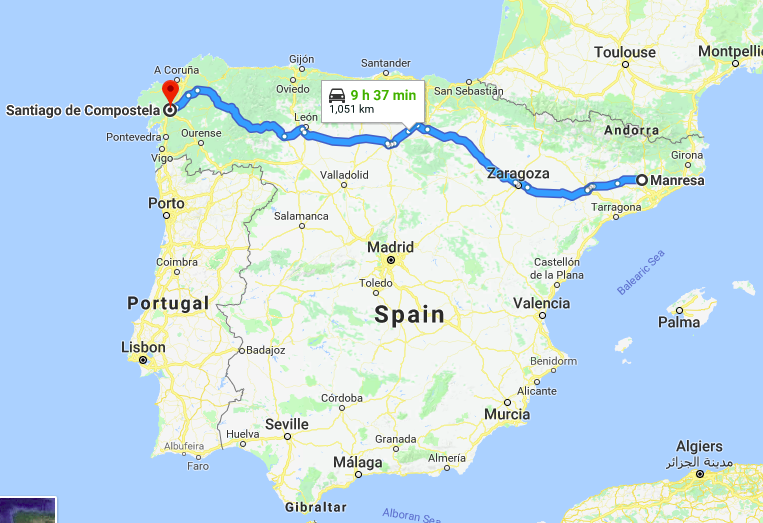 Toulouse
Montpelli
A Coruña
Gijón
Santander
San Sebastián
Oviedo
9 h 37 min
1,051 km
Santiago de Compostela
León
Andorra
Pontevedra
Ourense
Vigo
Girona
Valladolid
Zaragoza
Manresa
Porto
Salamanca
Tarragona
Madrid
Coimbra
Castellón
de la Plana
Balearic Sea
Toledo
Portugal
Spain
Valencia
Palma
Lisbon
Badajoz
Benidorm
Alicante
Córdoba
Murcia
Seville
Huelva
Granada
Albufeira
Faro
Málaga
Almería
Algiers
مدينة الجزائر
Gibraltar
Alboran Sea